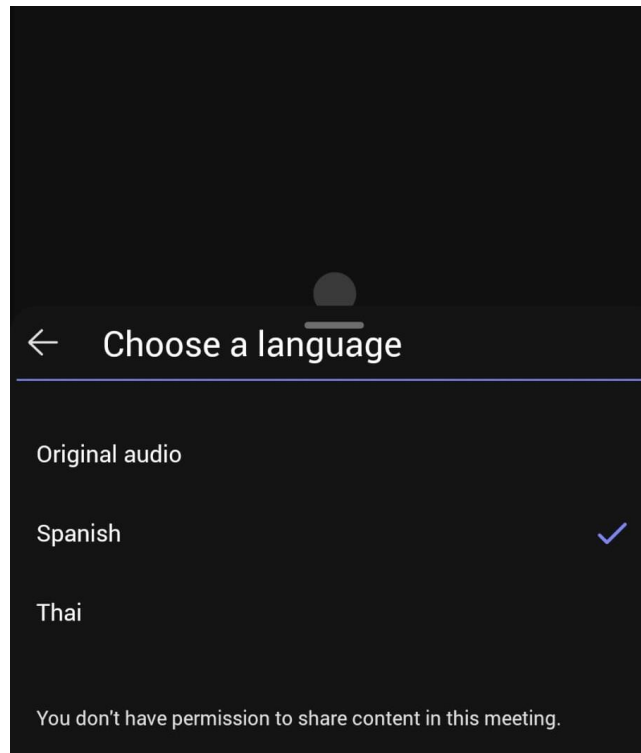 Choose a language
Original audio
Spanish
Thai
You don't have permission to share content in this meeting.